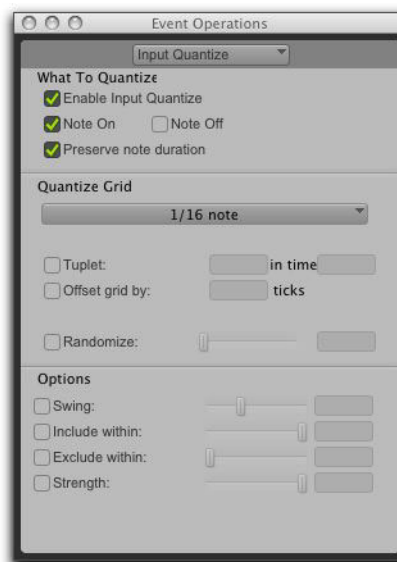 Event Operations
Input Quantize
What To Quantize
Enable Input Quantize
Note On Note Off
Preserve note duration
Quantize Grid
1/16 note
Tuplet: in time
Offset grid by: ticks
Randomize:
Options
Swing:
Include within:
Exclude within:
Strength: